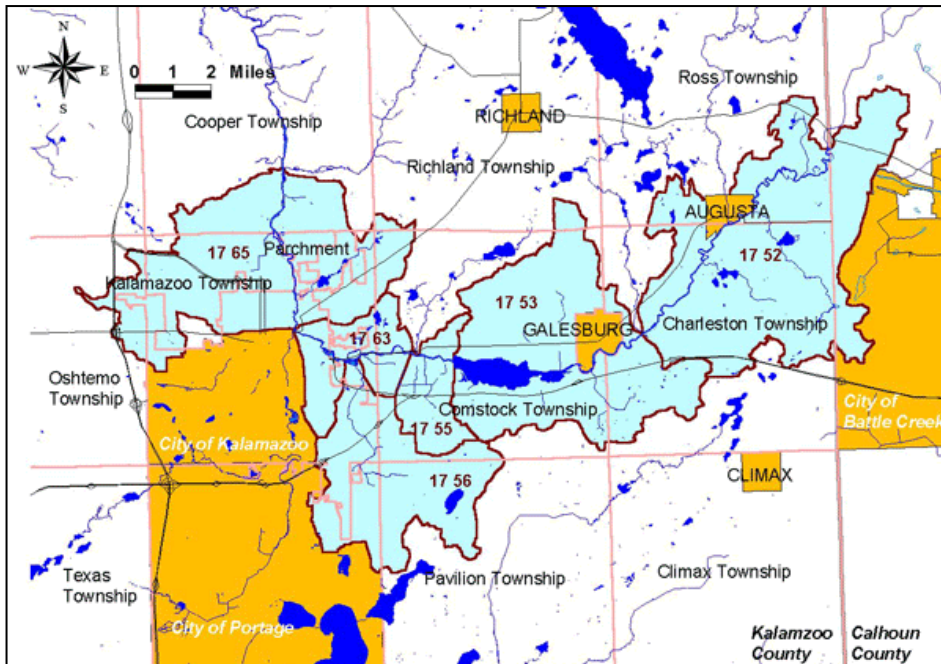 N
W E
S
0 1 2 Miles
Ross Township
RICHLAND
Cooper Township
Richland Township
AUGUSTA
17 65
Parchment
17 52
Kalamazoo Township
17 53
GALESBURG
Charleston Township
17 63
Oshtemo
Township
Comstock Township
City of
Battle Creek
17 55
City of Kalamazoo
CLIMAX
17 56
Texas
Township
Pavilion Township
Climax Township
City of Portage
Kalamzoo
County
Calhoun
County